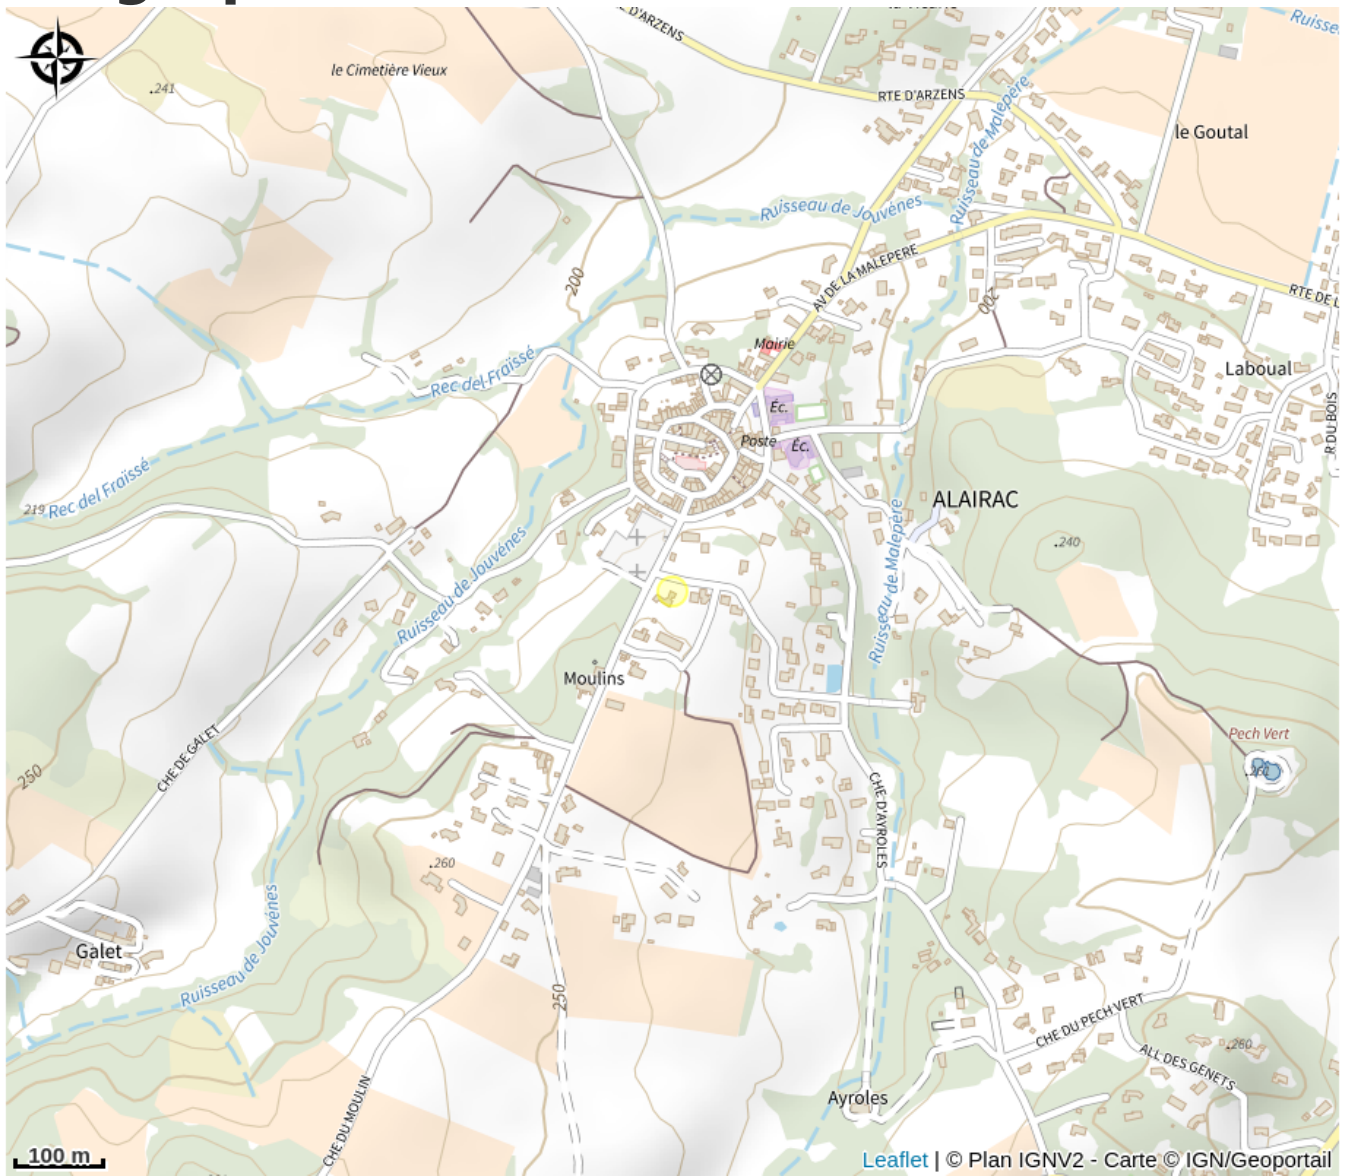 D'ARZENS
le Cimetière Vieux
.241
RTE D'ARZENS
Ruisse
Ruisseau de Malepère
le Goutal
Ruisseau de Jouvénes
200
AV DE LA MALEPERE
200
RTE DE L
Mairie
Rec del Fraïssé
Laboual
Éc.
R DU BOIS
Poste
Éc.
Rec del Fraïssé
219
ALAIRAC
Ruisseau de Jouvénes
Ruisseau de Malepère
.240
Moulins
Pech Vert
CHE DE GALET
250
.261
CHE D'AYROLES
.260
Galet
Ruisseau de Jouvénes
250
CHE DU PECH VERT
.260
ALL DES GENETS
Ayroles
CHE DU MOULIN
100 m
Leaflet | © Plan IGNV2 - Carte © IGN/Geoportail